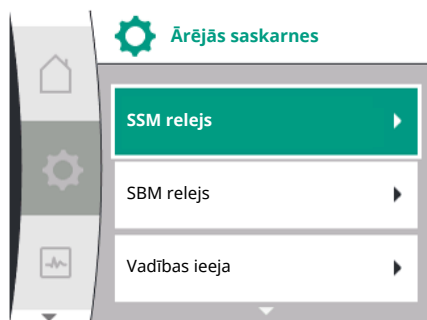 Ārējās saskarnes
SSM relejs
SBM relejs
Vadības ieeja